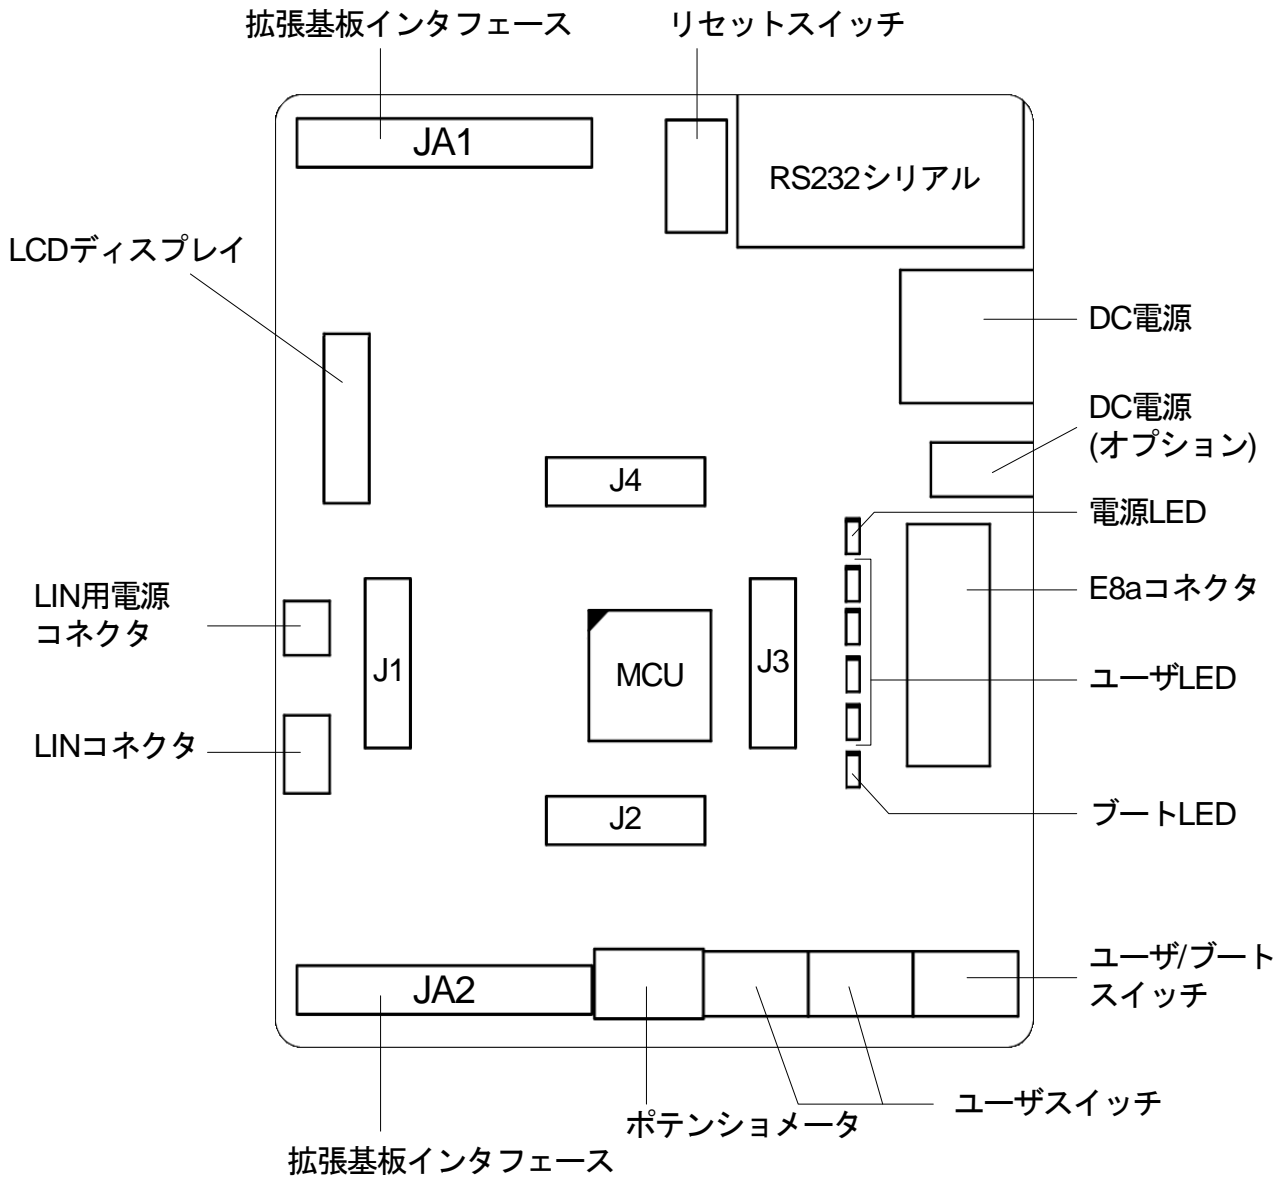 拡張基板インタフェース
リセットスイッチ
JA1
RS232シリアル
LCDディスプレイ
DC電源
DC電源
(オプション)
J4
電源LED
LIN用電源
コネクタ
E8aコネクタ
J1
MCU
J3
ユーザLED
LINコネクタ
J2
ブートLED
JA2
ユーザ/ブート
スイッチ
ユーザスイッチ
ポテンショメータ
拡張基板インタフェース